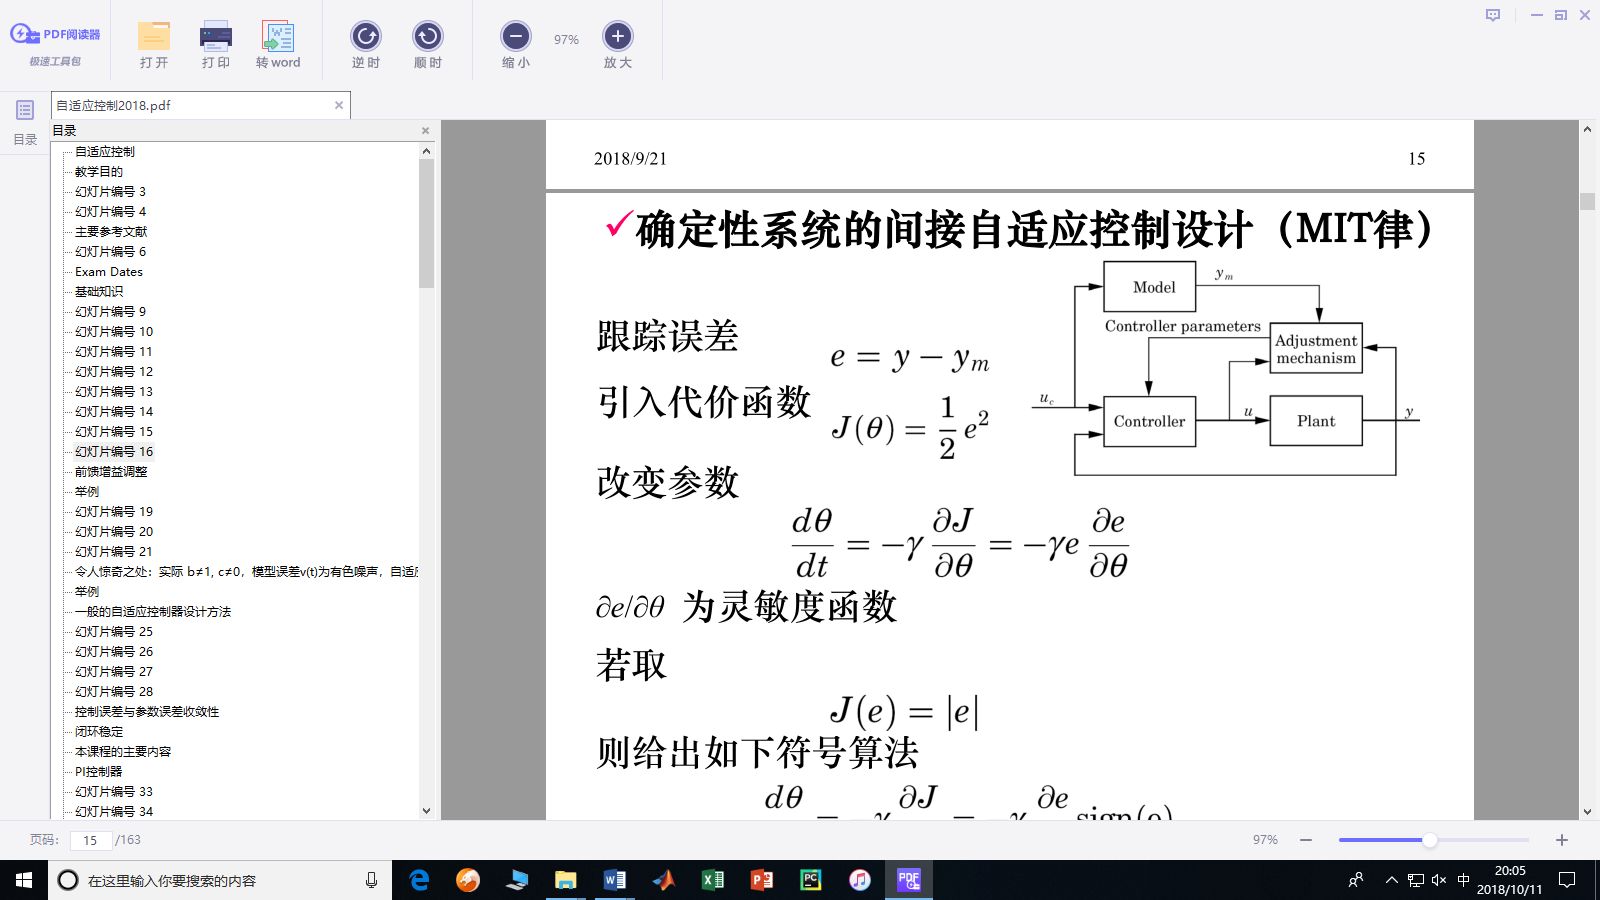 PDF阅读器
极速工具包
打 开
打 印
转 word
逆 时
顺 时
缩 小
97%
放 大
目录
自适应控制2018.pdf
目录
自适应控制
教学目的
幻灯片编号 3
幻灯片编号 4
主要参考文献
幻灯片编号 6
Exam Dates
基础知识
幻灯片编号 9
幻灯片编号 10
幻灯片编号 11
幻灯片编号 12
幻灯片编号 13
幻灯片编号 14
幻灯片编号 15
幻灯片编号 16
前馈增益调整
举例
幻灯片编号 19
幻灯片编号 20
幻灯片编号 21
令人惊奇之处：实际 b≠1, c≠0，模型误差v(t)为有色噪声，自适
举例
一般的自适应控制器设计方法
幻灯片编号 25
幻灯片编号 26
幻灯片编号 27
幻灯片编号 28
控制误差与参数误差收敛性
闭环稳定
本课程的主要内容
PI控制器
幻灯片编号 33
幻灯片编号 34
2018/9/21 15
✓确定性系统的间接自适应控制设计（MIT律）
Model
y_m
Controller parameters
Adjustment
mechanism
u_c
Controller
u
Plant
y
跟踪误差
e = y − y_m
引入代价函数
J(θ) = 1/2 e²
改变参数
dθ/dt = −γ ∂J/∂θ = −γe ∂e/∂θ
∂e/∂θ 为灵敏度函数
若取
J(e) = |e|
则给出如下符号算法
dθ = −γ ∂J = −γ ∂e sign(e)
页码: 15 /163
97%
在这里输入你要搜索的内容
PDF
中
20:05
2018/10/11